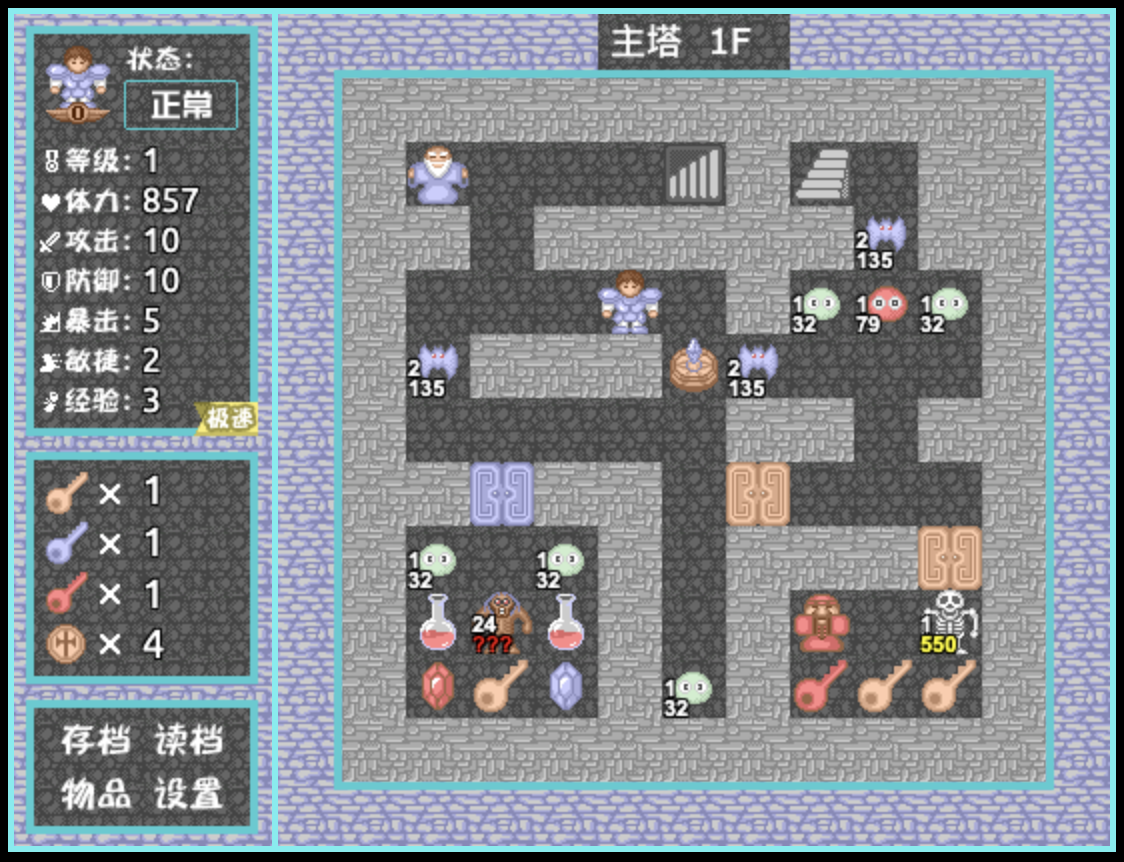 主塔 1F
状态:
0
正常
等级: 1
体力: 857
攻击: 10
防御: 10
暴击: 5
敏捷: 2
经验: 3
极速
× 1
× 1
× 1
中 × 4
存档 读档
物品 设置
2
135
1 1 1
32 79 32
2 2
135 135
1 1
32 32
24 1
??? 550
1
32